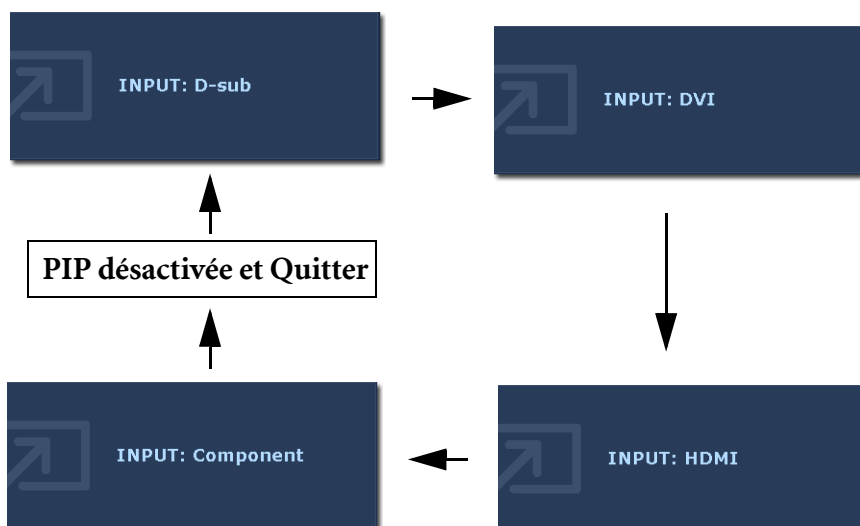 INPUT: D-sub
INPUT: DVI
PIP désactivée et Quitter
INPUT: Component
INPUT: HDMI